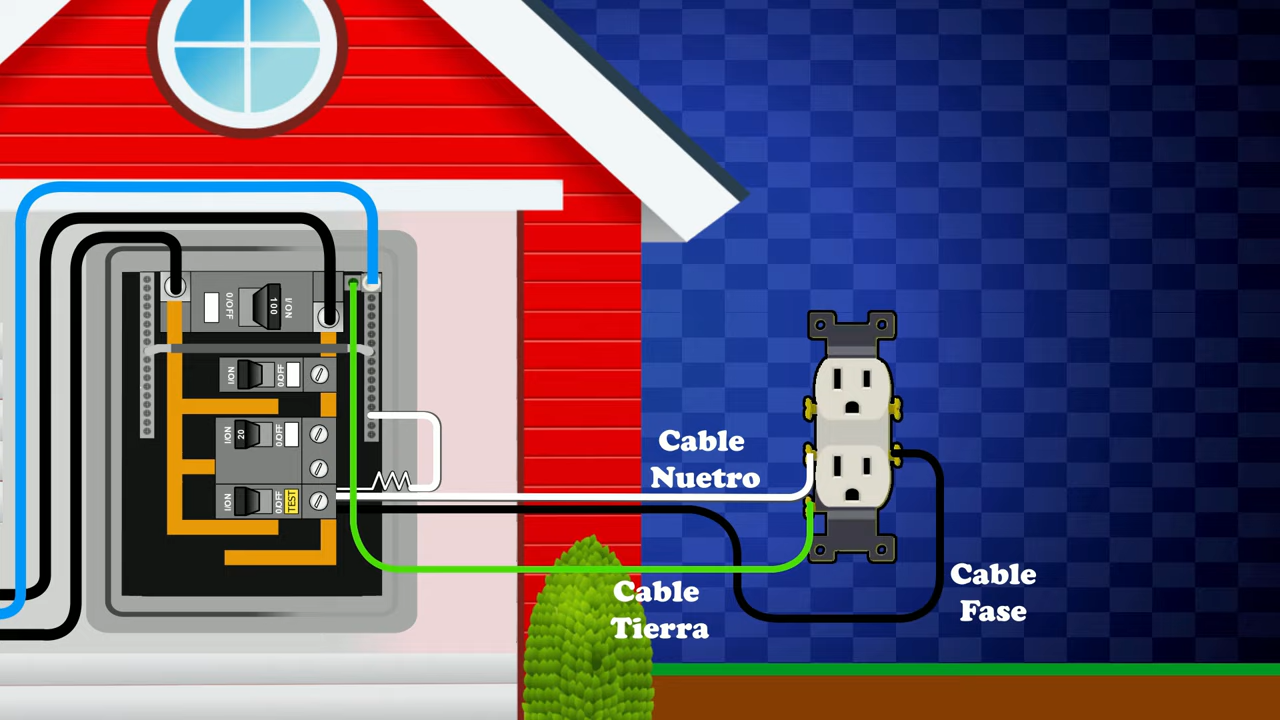 O/OFF
100
I/ON
I/ON
O.OFF
I/ON
20
O.OFF
I/ON
O.OFF
TEST
Cable
Nuetro
Cable
Tierra
Cable
Fase